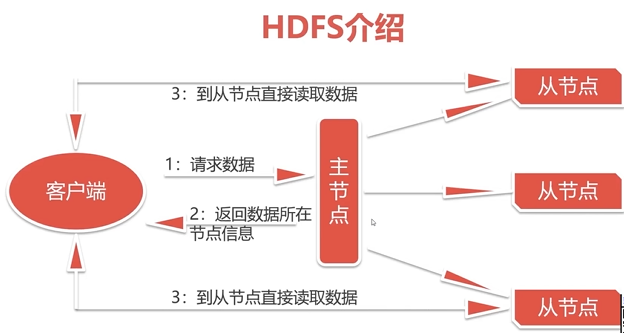 HDFS介绍
3：到从节点直接读取数据
从节点
客户端
1：请求数据
主
节
点
从节点
2：返回数据所在
节点信息
3：到从节点直接读取数据
从节点